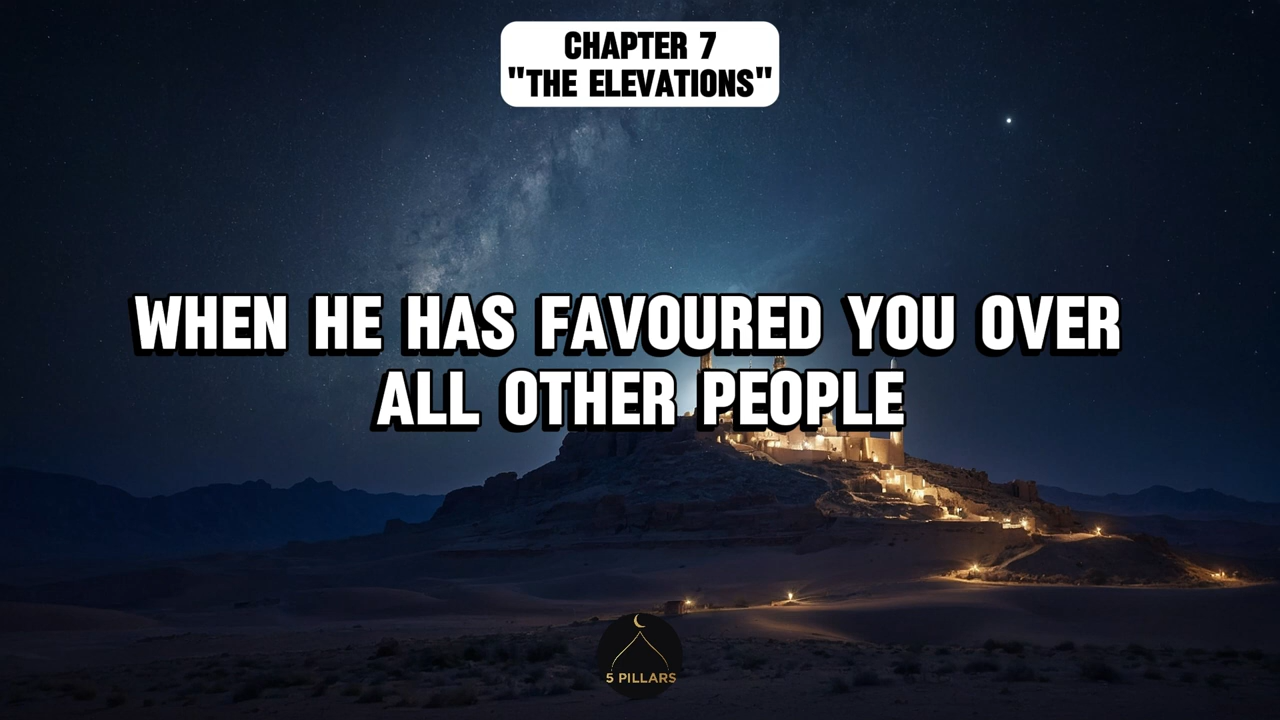 CHAPTER 7
"THE ELEVATIONS"
WHEN HE HAS FAVOURED YOU OVER
ALL OTHER PEOPLE
5 PILLARS